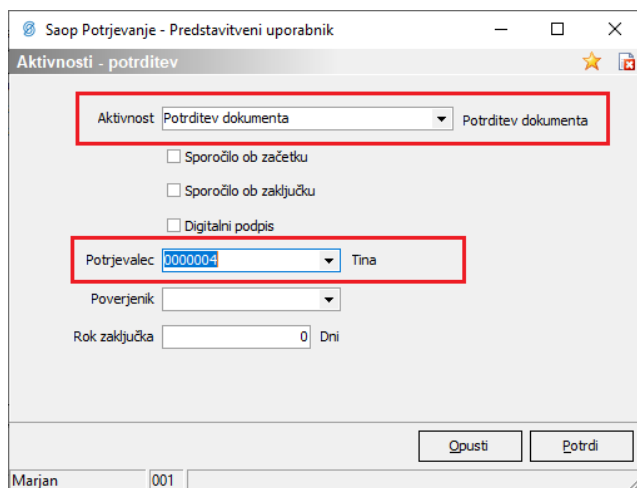 Saop Potrjevanje - Predstavitveni uporabnik
Aktivnosti - potrditev
Aktivnost Potrditev dokumenta Potrditev dokumenta
Sporočilo ob začetku
Sporočilo ob zaključku
Digitalni podpis
Potrjevalec 0000004 Tina
Poverjenik
Rok zaključka 0 Dni
Opusti Potrdi
Marjan 001